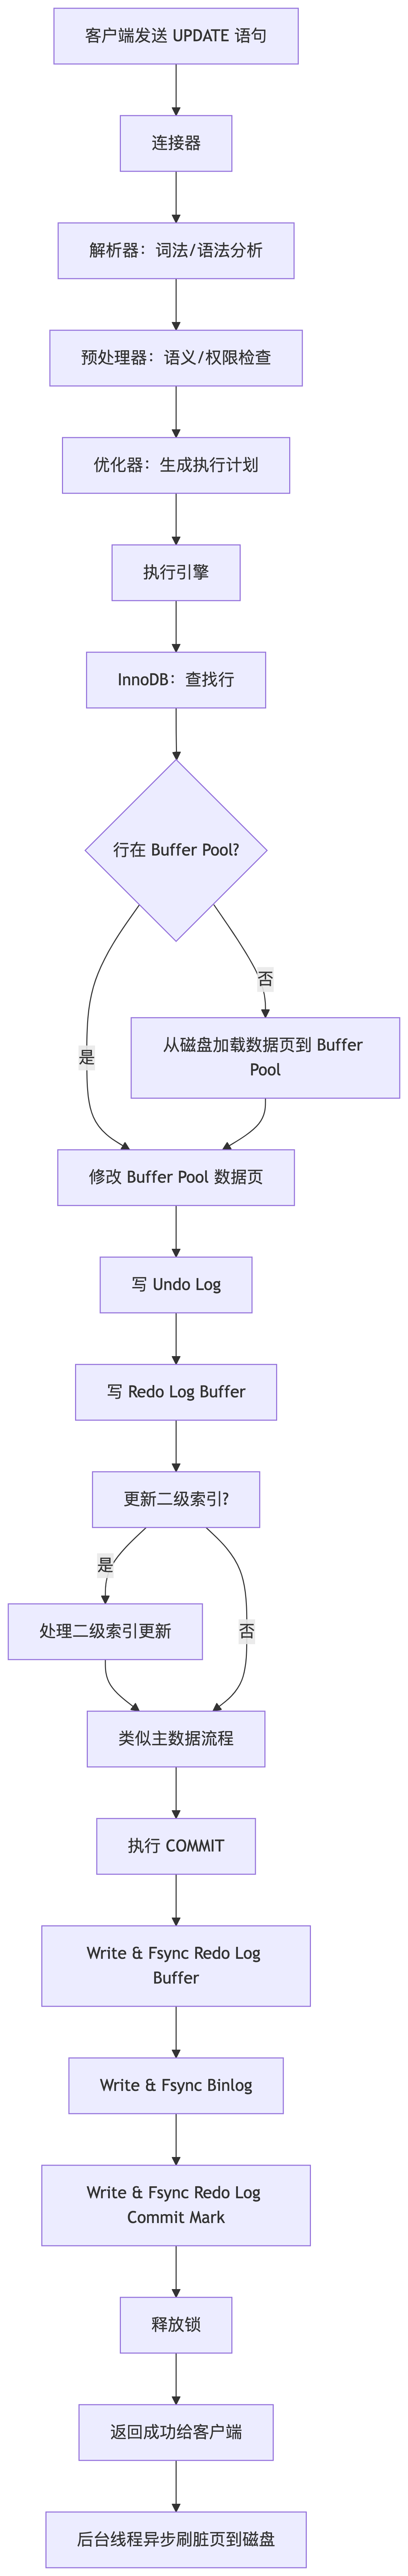 客户端发送 UPDATE 语句
连接器
解析器：词法/语法分析
预处理器：语义/权限检查
优化器：生成执行计划
执行引擎
InnoDB：查找行
行在 Buffer Pool?
否
从磁盘加载数据页到 Buffer
Pool
是
修改 Buffer Pool 数据页
写 Undo Log
写 Redo Log Buffer
更新二级索引?
是
处理二级索引更新
否
类似主数据流程
执行 COMMIT
Write & Fsync Redo Log
Buffer
Write & Fsync Binlog
Write & Fsync Redo Log
Commit Mark
释放锁
返回成功给客户端
后台线程异步刷脏页到磁盘